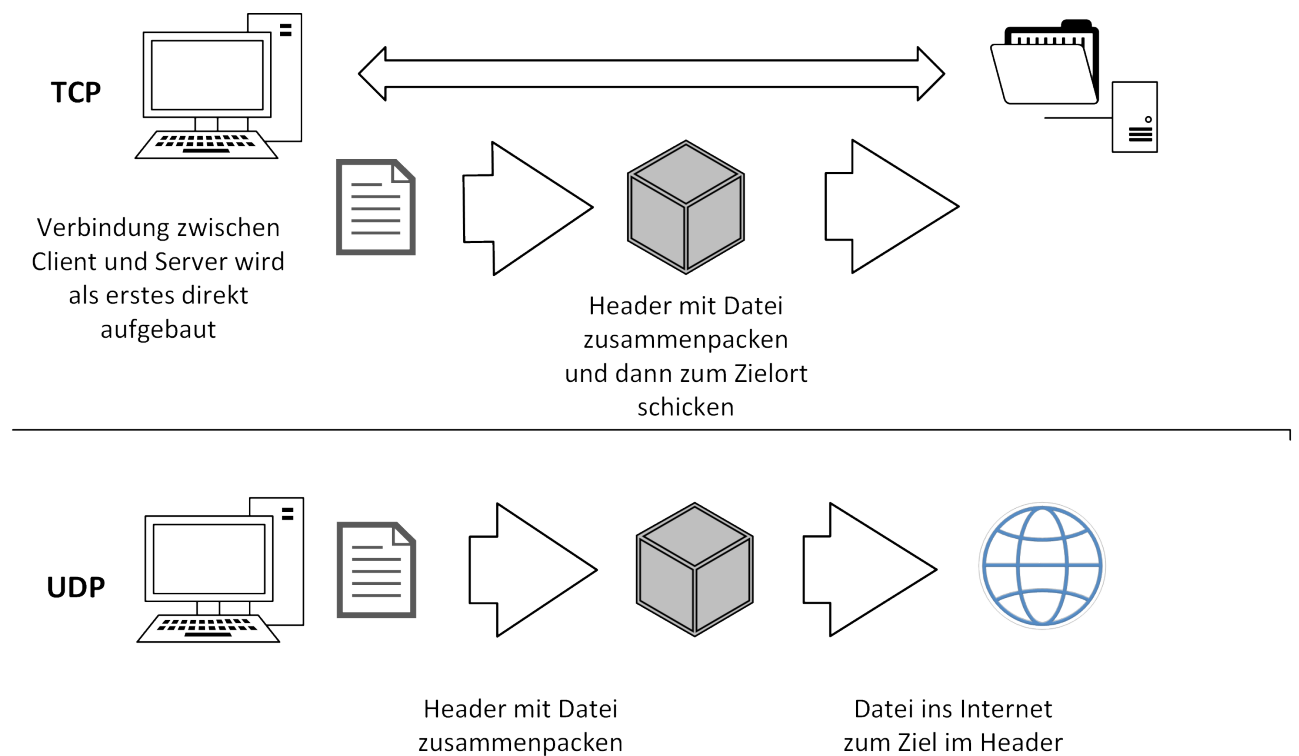 TCP
Verbindung zwischen
Client und Server wird
als erstes direkt
aufgebaut
Header mit Datei
zusammenpacken
und dann zum Zielort
schicken
UDP
Header mit Datei
zusammenpacken
Datei ins Internet
zum Ziel im Header